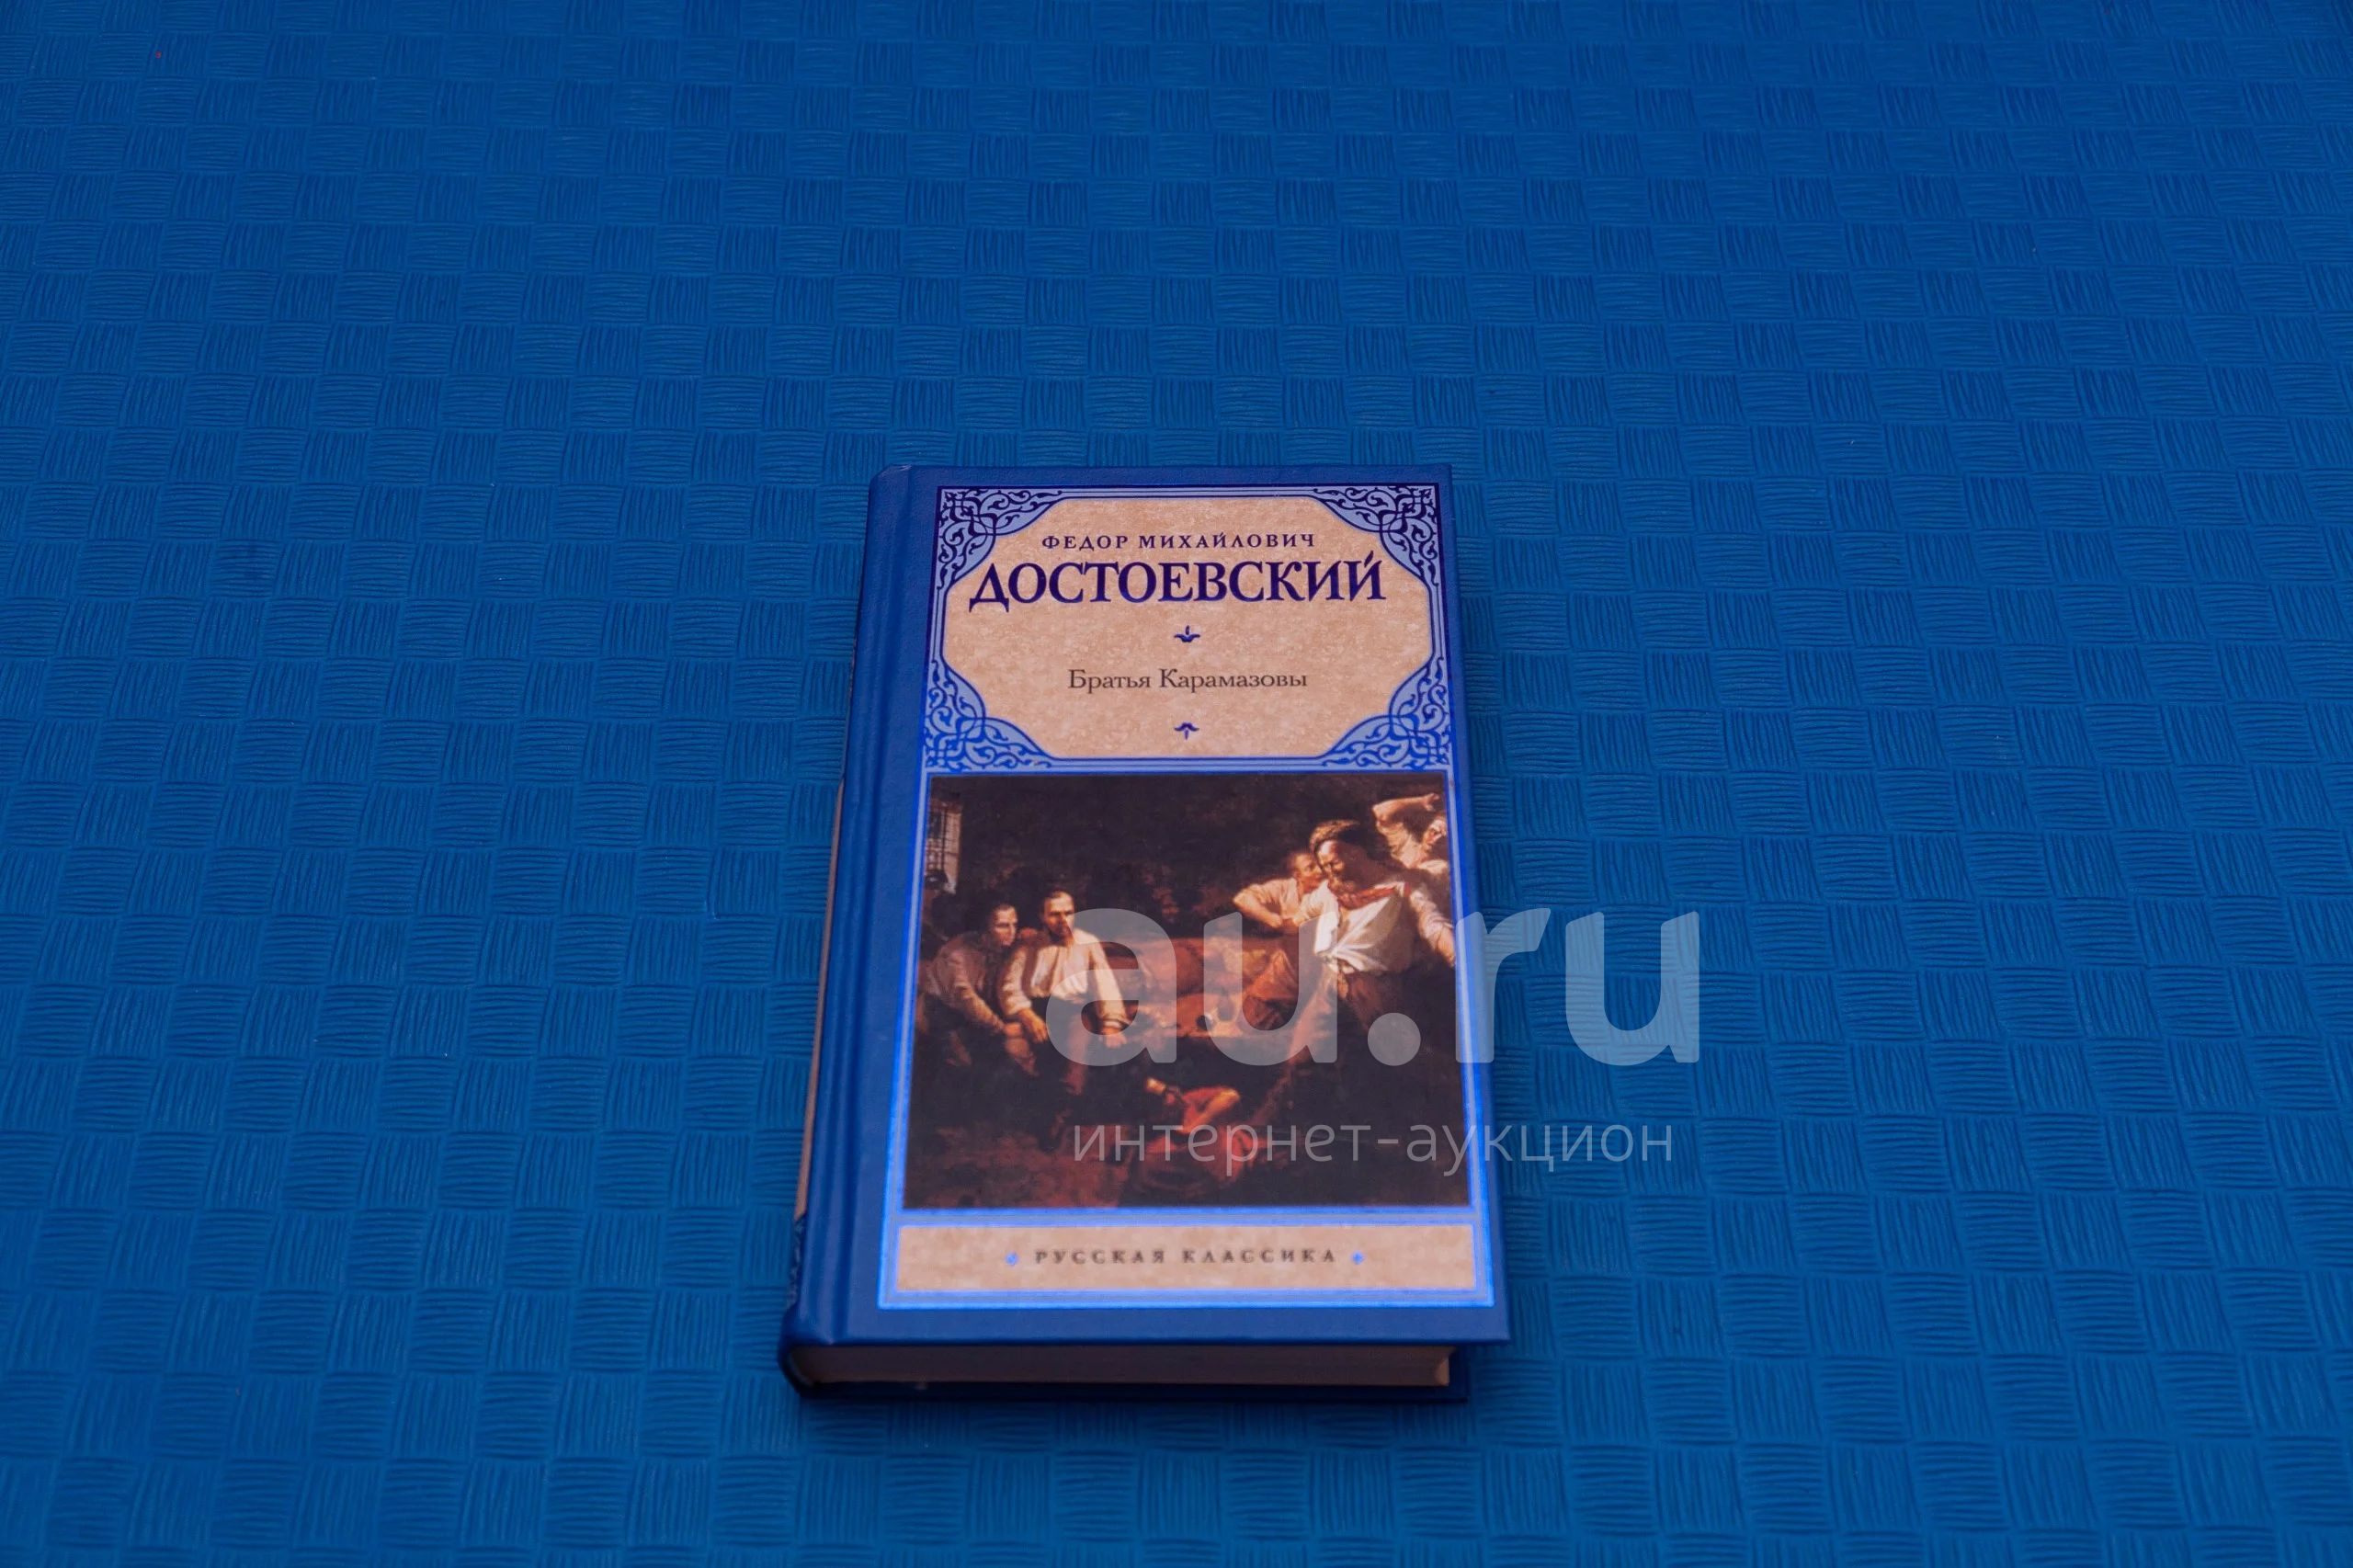 ФЕДОР МИХАЙЛОВИЧ
ДОСТОЕВСКИЙ
Братья Карамазовы
au.ru
интернет-аукцион
РУССКАЯ КЛАССИКА